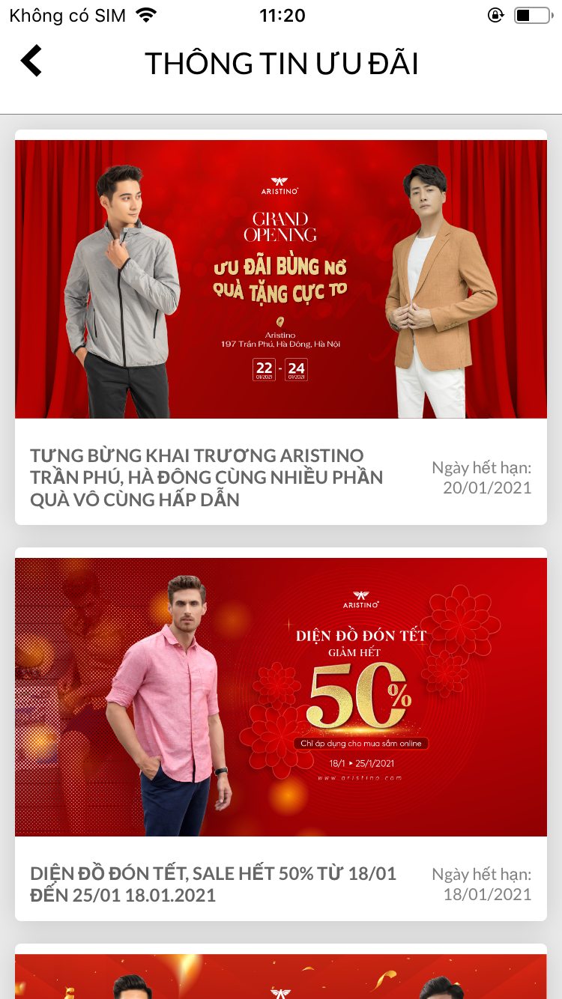 Không có SIM
11:20
THÔNG TIN ƯU ĐÃI
ARISTINO
GRAND
OPENING
ƯU ĐÃI BÙNG NỔ
QUÀ TẶNG CỰC TO
Aristino
197 Trần Phú, Hà Đông, Hà Nội
22 - 24
01/2021 01/2021
TƯNG BỪNG KHAI TRƯƠNG ARISTINO
TRẦN PHÚ, HÀ ĐÔNG CÙNG NHIỀU PHẦN
QUÀ VÔ CÙNG HẤP DẪN
Ngày hết hạn:
20/01/2021
ARISTINO
DIỆN ĐỒ ĐÓN TẾT
GIẢM HẾT
50%
Chỉ áp dụng cho mua sắm online
18/1 ▸ 25/1/2021
www.aristino.com
DIỆN ĐỒ ĐÓN TẾT, SALE HẾT 50% TỪ 18/01
ĐẾN 25/01 18.01.2021
Ngày hết hạn:
18/01/2021